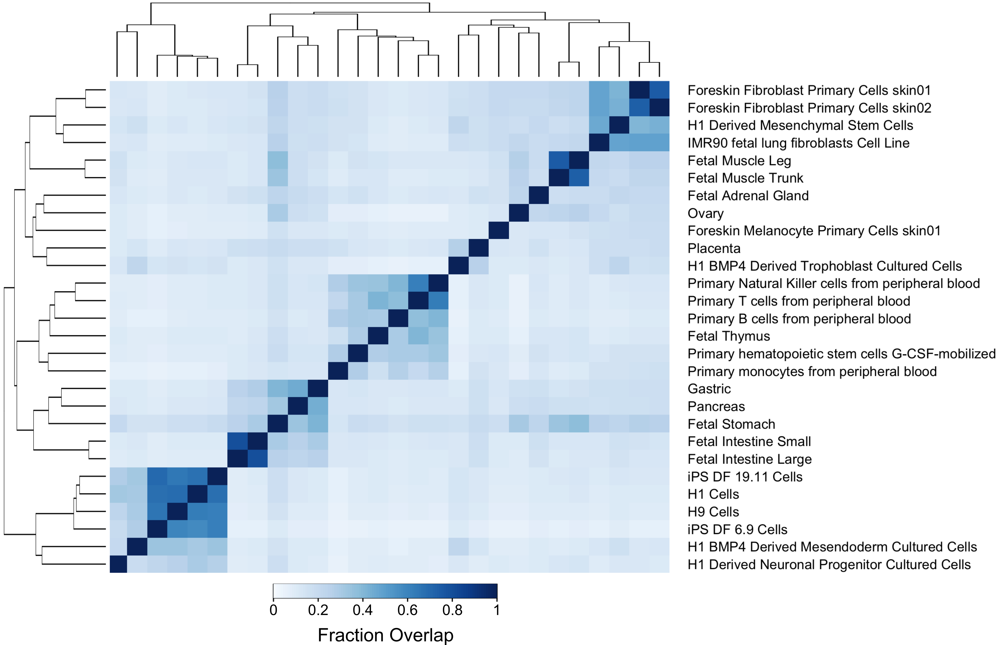 Foreskin Fibroblast Primary Cells skin01
Foreskin Fibroblast Primary Cells skin02
H1 Derived Mesenchymal Stem Cells
IMR90 fetal lung fibroblasts Cell Line
Fetal Muscle Leg
Fetal Muscle Trunk
Fetal Adrenal Gland
Ovary
Foreskin Melanocyte Primary Cells skin01
Placenta
H1 BMP4 Derived Trophoblast Cultured Cells
Primary Natural Killer cells from peripheral blood
Primary T cells from peripheral blood
Primary B cells from peripheral blood
Fetal Thymus
Primary hematopoietic stem cells G-CSF-mobilized
Primary monocytes from peripheral blood
Gastric
Pancreas
Fetal Stomach
Fetal Intestine Small
Fetal Intestine Large
iPS DF 19.11 Cells
H1 Cells
H9 Cells
iPS DF 6.9 Cells
H1 BMP4 Derived Mesendoderm Cultured Cells
H1 Derived Neuronal Progenitor Cultured Cells
0 0.2 0.4 0.6 0.8 1
Fraction Overlap